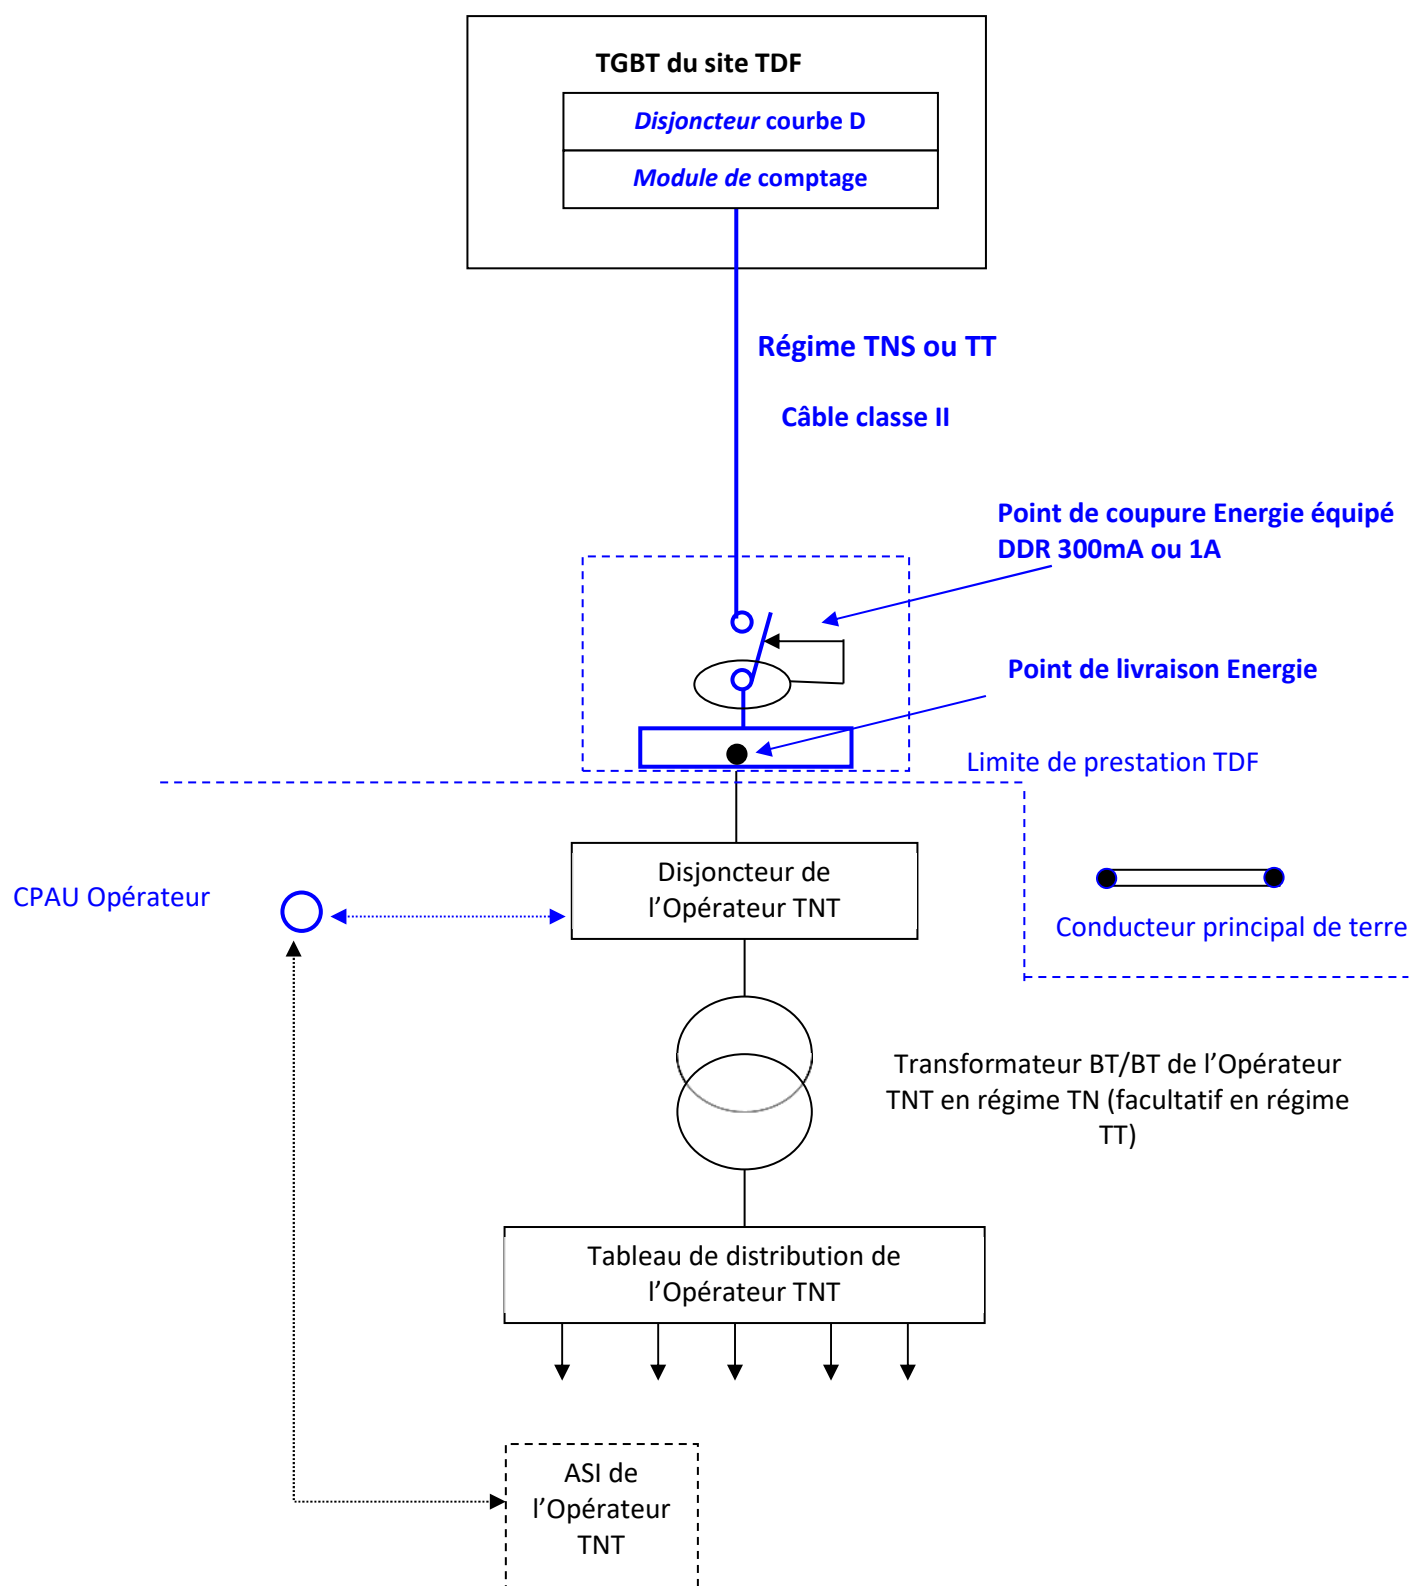 TGBT du site TDF
Disjoncteur courbe D
Module de comptage
Régime TNS ou TT
Câble classe II
Point de coupure Energie équipé
DDR 300mA ou 1A
Point de livraison Energie
Limite de prestation TDF
Disjoncteur de
l’Opérateur TNT
CPAU Opérateur
Conducteur principal de terre
Transformateur BT/BT de l’Opérateur
TNT en régime TN (facultatif en régime
TT)
Tableau de distribution de
l’Opérateur TNT
ASI de
l’Opérateur
TNT